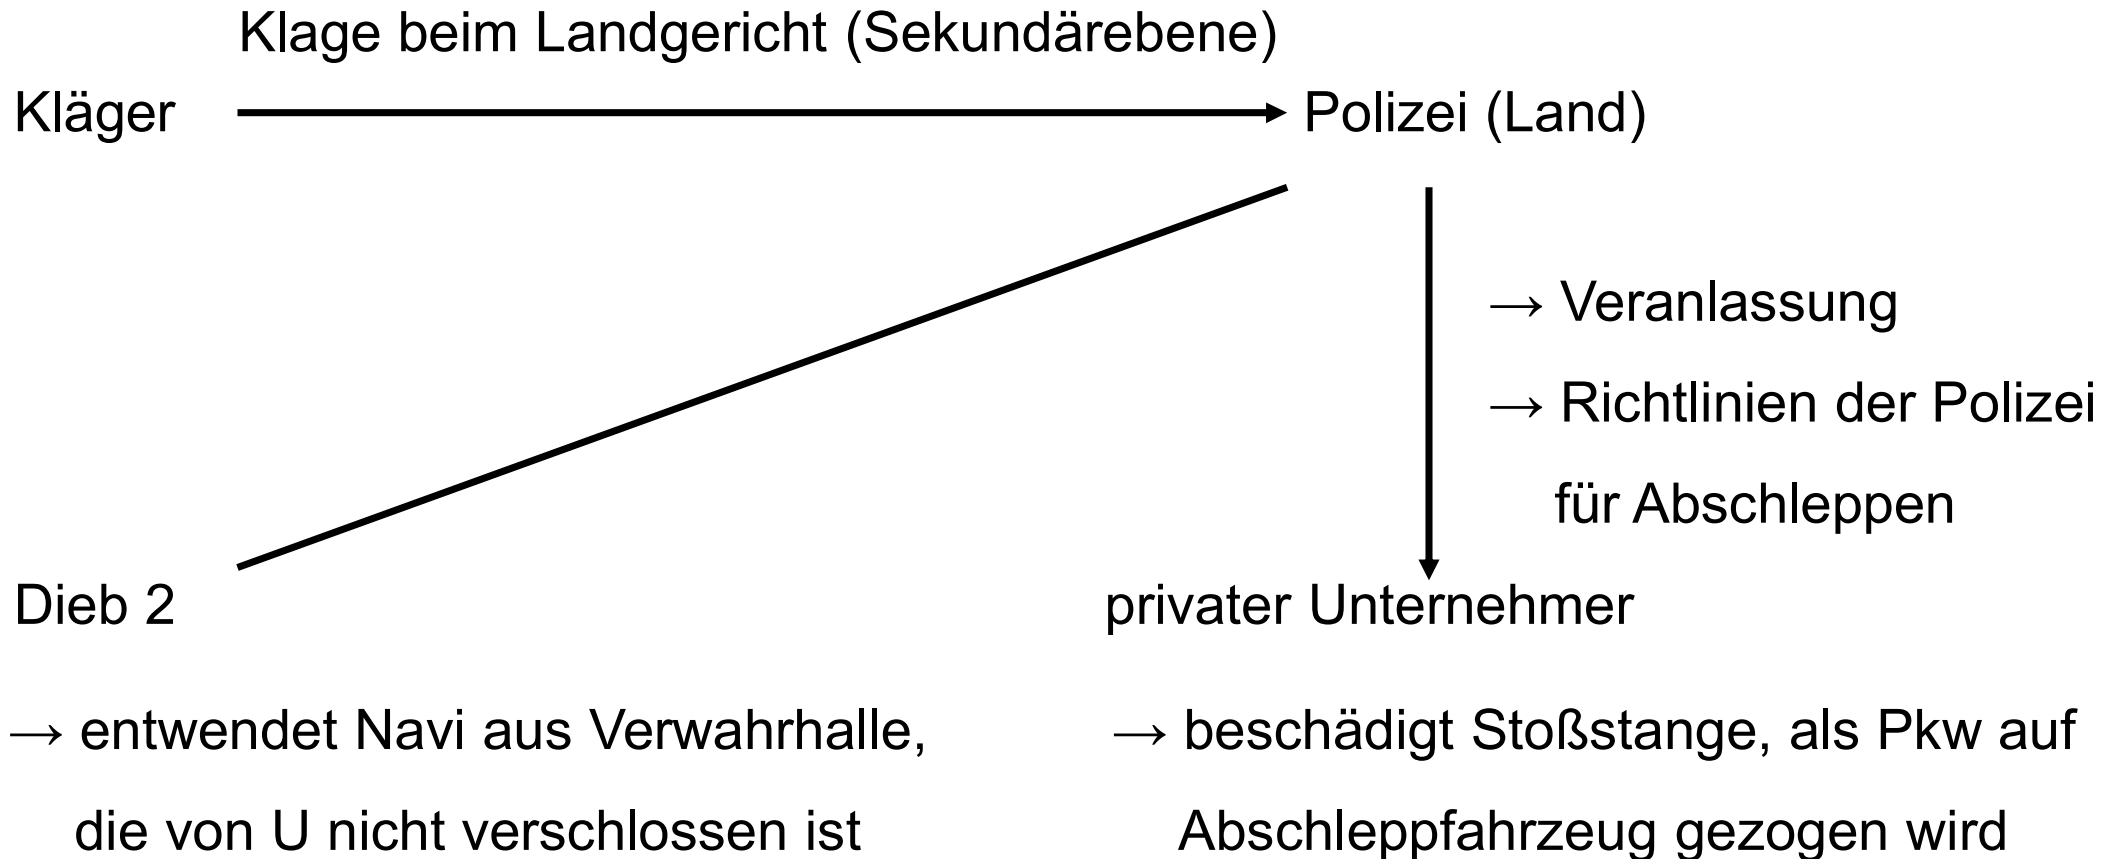 Klage beim Landgericht (Sekundärebene)
Kläger
Polizei (Land)
→ Veranlassung
→ Richtlinien der Polizei
für Abschleppen
Dieb 2
privater Unternehmer
→ entwendet Navi aus Verwahrhalle,
die von U nicht verschlossen ist
→ beschädigt Stoßstange, als Pkw auf
Abschleppfahrzeug gezogen wird